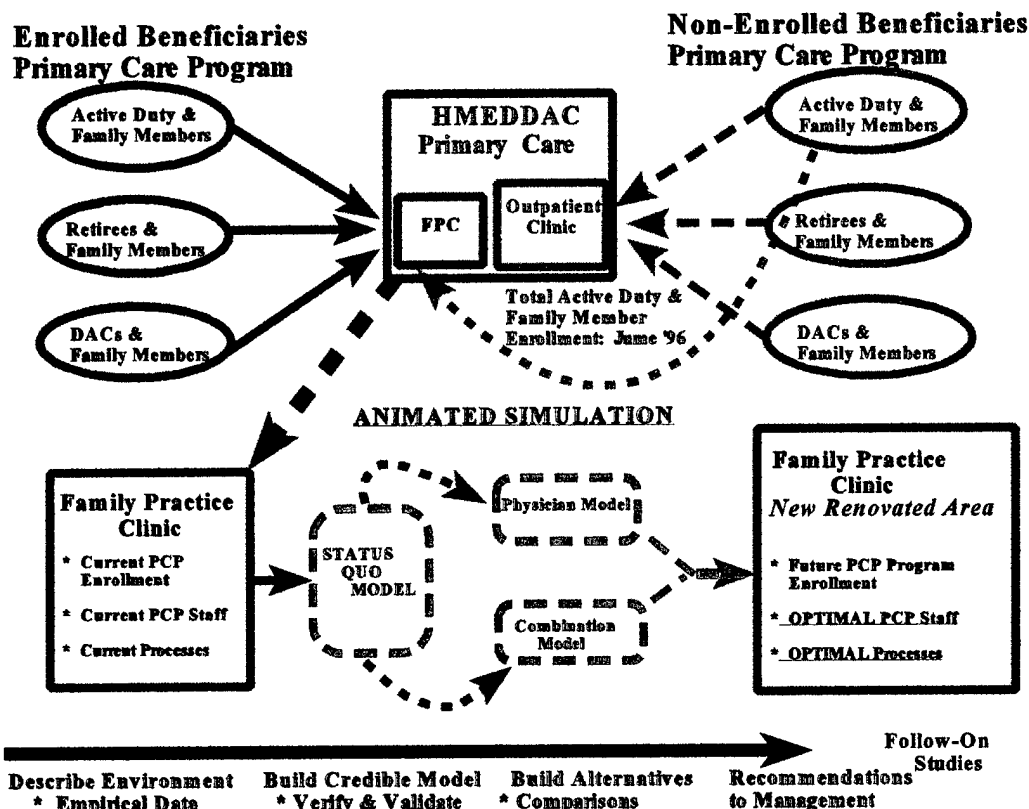 Enrolled Beneficiaries
Primary Care Program
Non-Enrolled Beneficiaries
Primary Care Program
Active Duty &
Family Members
Retirees &
Family Members
DACs &
Family Members
HMEDDAC
Primary Care
FPC
Outpatient
Clinic
Active Duty &
Family Members
Retirees &
Family Members
DACs &
Family Members
Total Active Duty &
Family Member
Enrollment: June '96
ANIMATED SIMULATION
Family Practice
Clinic
* Current PCP
Enrollment
* Current PCP Staff
* Current Processes
STATUS
QUO
MODEL
Physician Model
Combination
Model
Family Practice
Clinic
New Renovated Area
* Future PCP Program
Enrollment
* OPTIMAL PCP Staff
* OPTIMAL Processes
Follow-On
Studies
Describe Environment
* Empirical Data
Build Credible Model
* Verify & Validate
Build Alternatives
* Comparisons
Recommendations
to Management